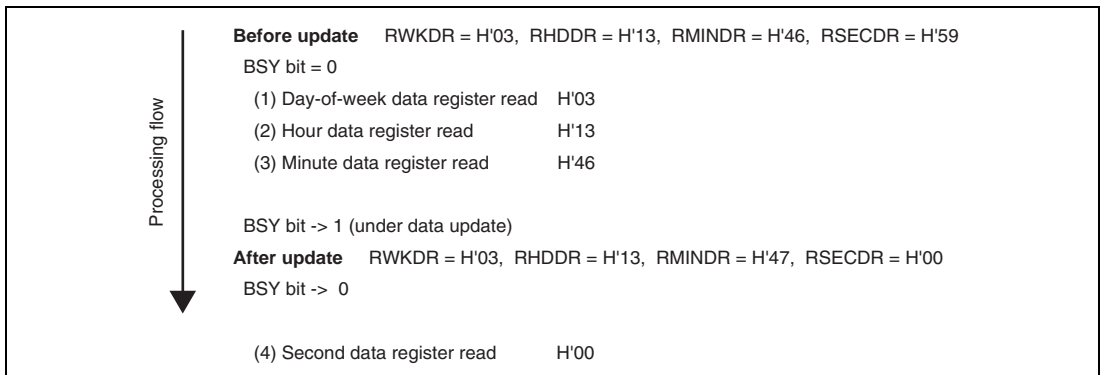 Processing flow
Before update RWKDR = H'03, RHDDR = H'13, RMINDR = H'46, RSECDR = H'59
BSY bit = 0
(1) Day-of-week data register read H'03
(2) Hour data register read H'13
(3) Minute data register read H'46
BSY bit -> 1 (under data update)
After update RWKDR = H'03, RHDDR = H'13, RMINDR = H'47, RSECDR = H'00
BSY bit -> 0
(4) Second data register read H'00